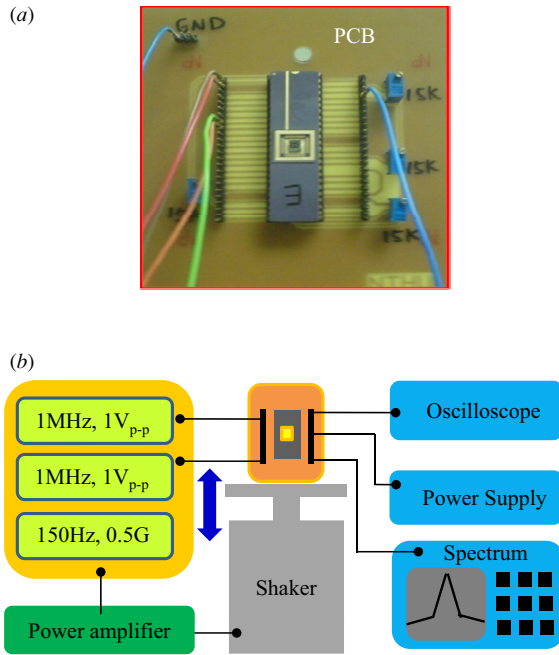 (a)
GND
PCB
15K
15K
15K
E
NTHU
(b)
1MHz, 1Vp-p
1MHz, 1Vp-p
150Hz, 0.5G
Power amplifier
Shaker
Oscilloscope
Power Supply
Spectrum